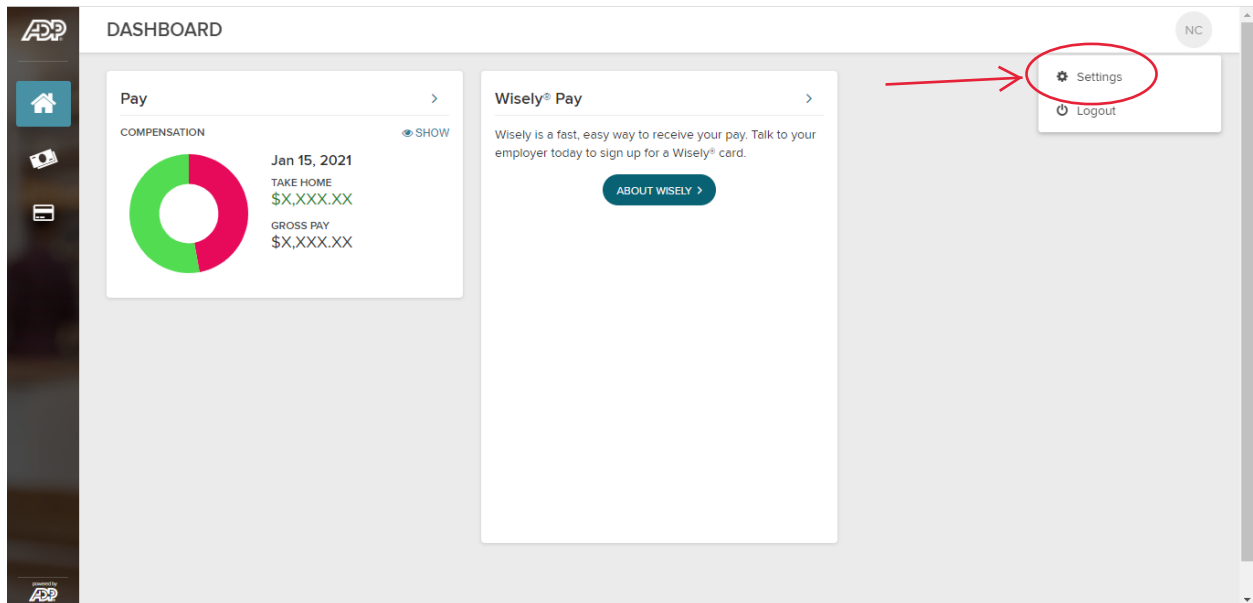 ADP
DASHBOARD
NC
Settings
Logout
Pay
COMPENSATION
SHOW
Jan 15, 2021
TAKE HOME
$X,XXX.XX
GROSS PAY
$X,XXX.XX
Wisely® Pay
Wisely is a fast, easy way to receive your pay. Talk to your
employer today to sign up for a Wisely® card.
ABOUT WISELY >
powered by
ADP